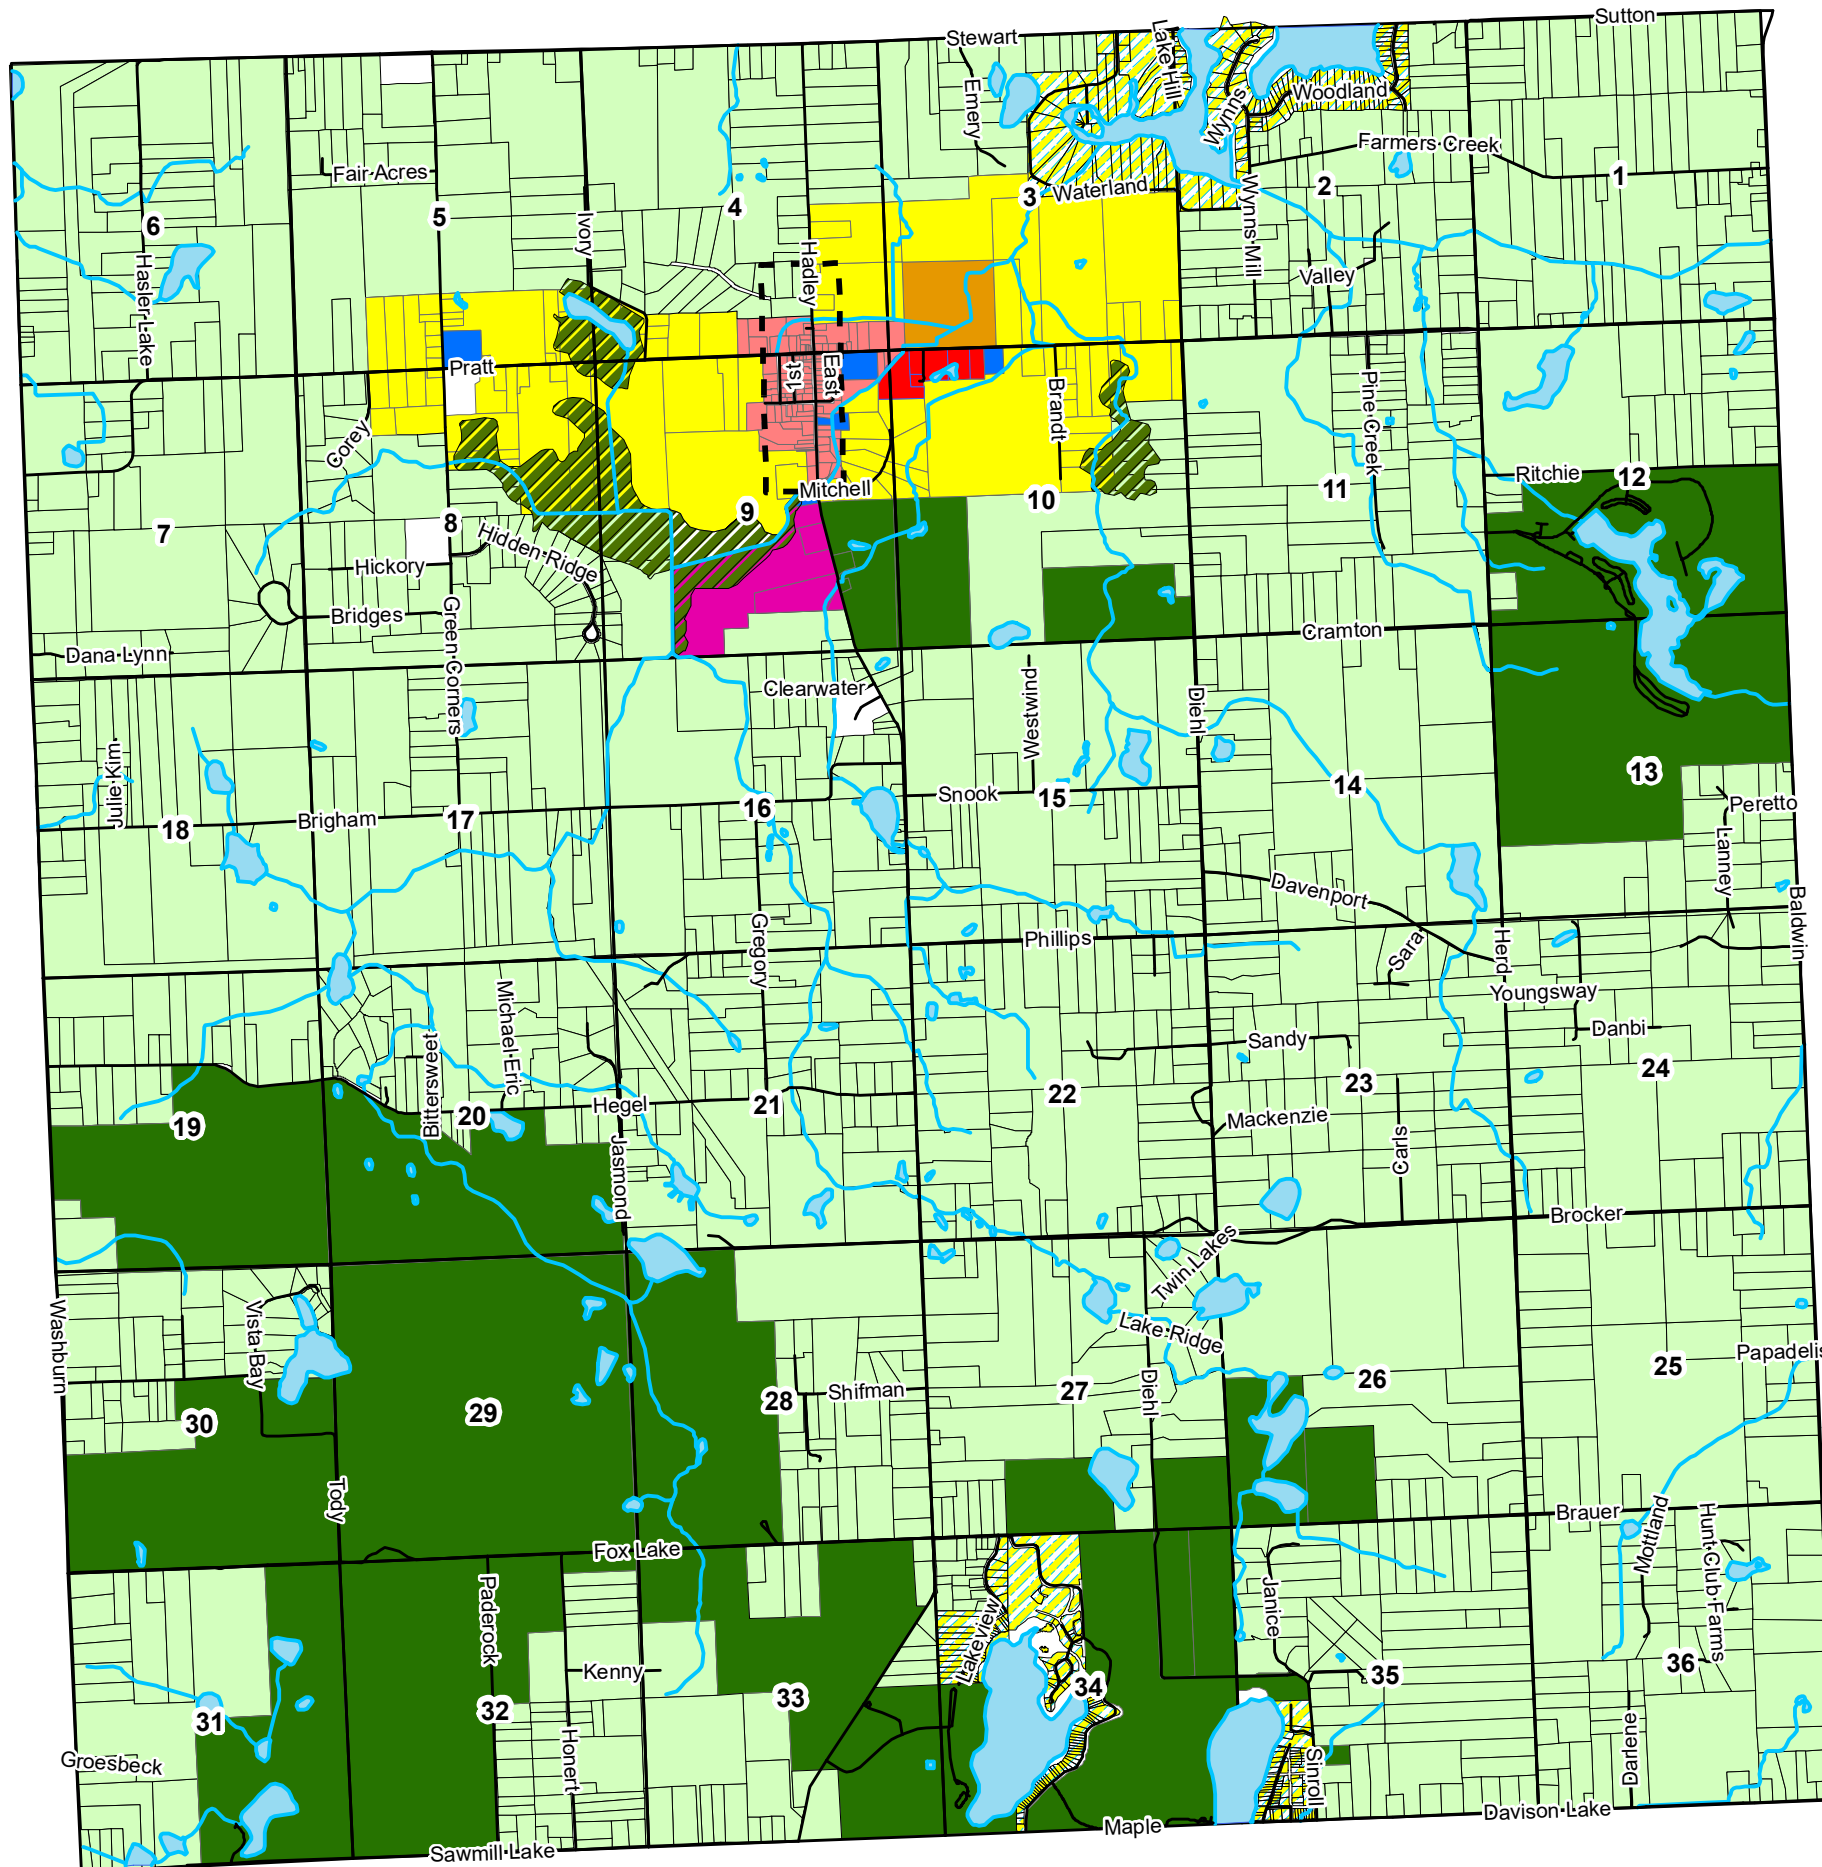 Sutton
Stewart
Lake Hill
Emery
Woodland
Wynns
Farmers Creek
Fair Acres
1
2
3
Waterland
4
5
6
Ivory
Hadley
Wynns Mill
Valley
Hasler Lake
Pratt
1st
East
Brandt
Pine Creek
Corey
Ritchie
12
Mitchell
11
10
9
8
7
Hidden Ridge
Hickory
Bridges
Green Corners
Cramton
Dana Lynn
Clearwater
Westwind
Diehl
Julie Kim
13
14
Snook
15
16
Peretto
Brigham
17
18
Lanney
Davenport
Baldwin
Gregory
Phillips
Sara
Herd
Michael Eric
Youngsway
Bittersweet
Sandy
Danbi
24
23
22
21
Hegel
20
19
Mackenzie
Carls
Jasmond
Brocker
Twin Lakes
Washburn
Vista Bay
Lake Ridge
Papadelis
25
26
27
Diehl
28
Shifman
29
30
Tody
Brauer
Mottland
Hunt Club Farms
Fox Lake
Paderock
Janice
Lakeview
Kenny
36
35
34
33
32
31
Groesbeck
Honert
Darlene
Sinroll
Davison Lake
Maple
Sawmill Lake